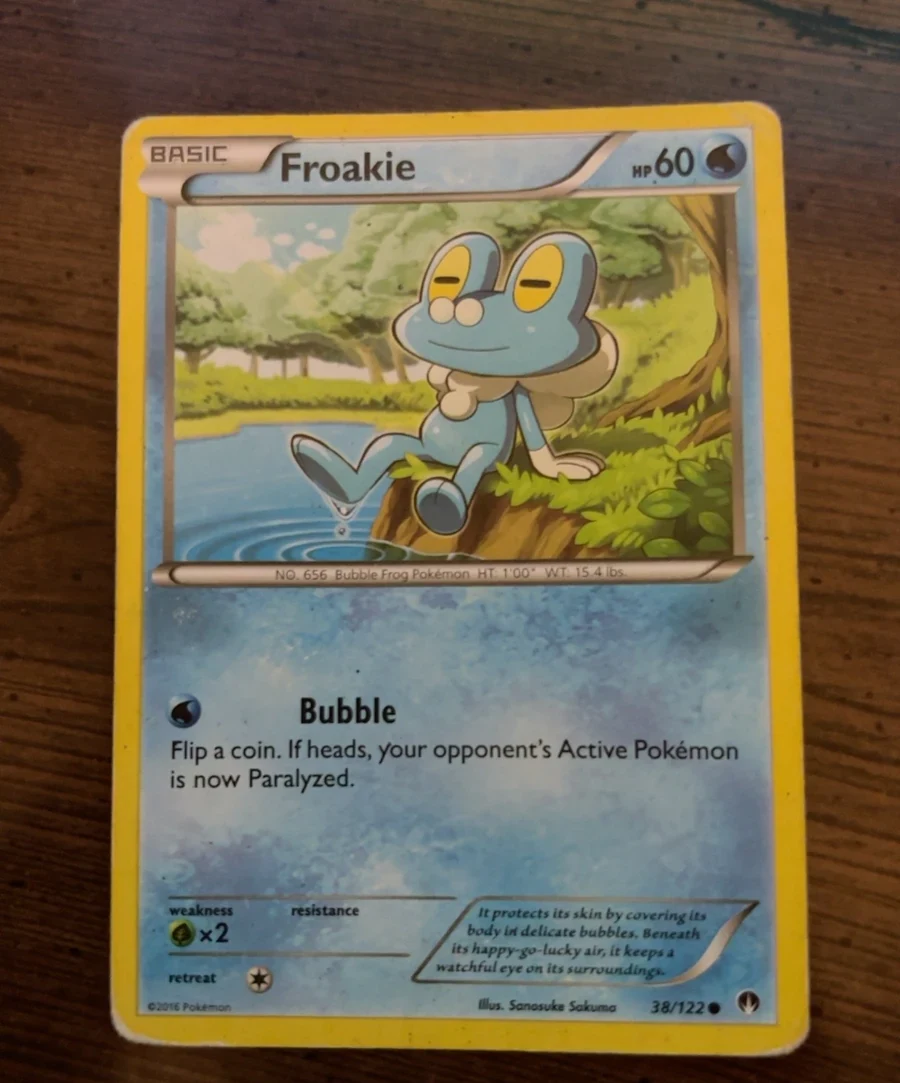 BASIC Froakie HP60
NO. 656 Bubble Frog Pokémon HT: 1'00" WT: 15.4 lbs.
Bubble
Flip a coin. If heads, your opponent's Active Pokémon
is now Paralyzed.
weakness resistance
×2
retreat
It protects its skin by covering its
body in delicate bubbles. Beneath
its happy-go-lucky air, it keeps a
watchful eye on its surroundings.
©2016 Pokémon Illus. Sanosuke Sakuma 38/122